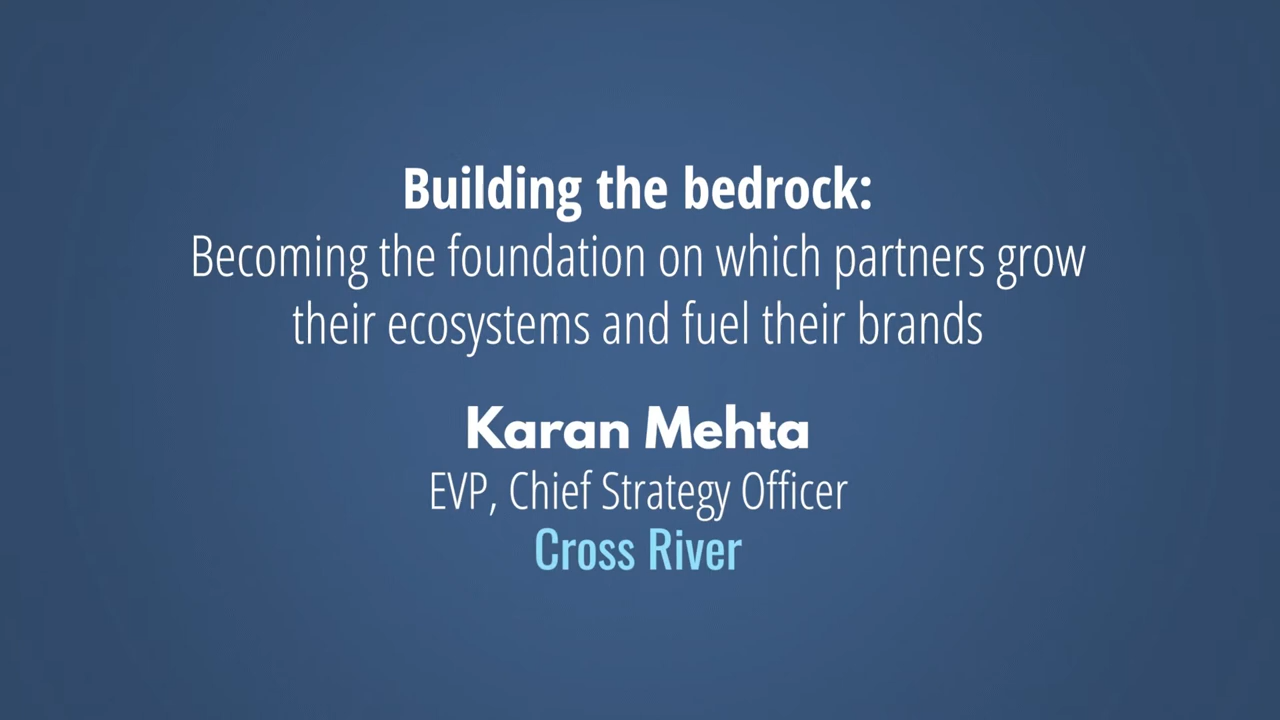 Building the bedrock:
Becoming the foundation on which partners grow
their ecosystems and fuel their brands
Karan Mehta
EVP, Chief Strategy Officer
Cross River